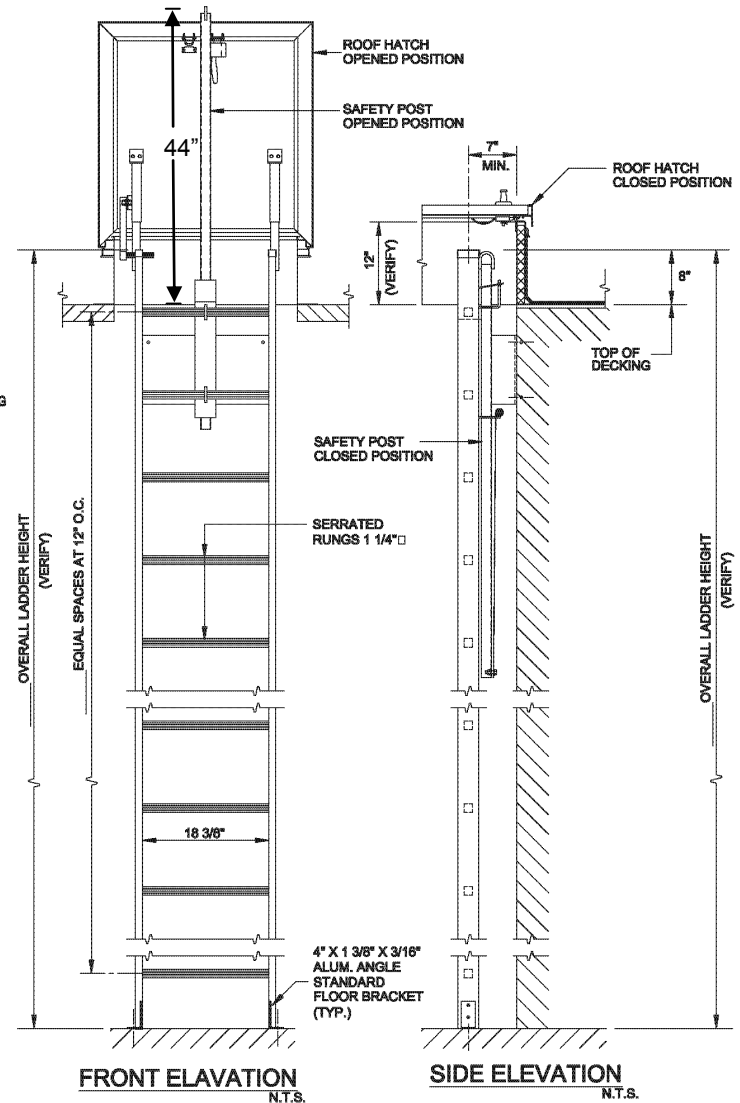 ROOF HATCH
OPENED POSITION
SAFETY POST
OPENED POSITION
44”
7"
MIN.
ROOF HATCH
CLOSED POSITION
12"
(VERIFY)
8"
TOP OF
DECKING
G
SAFETY POST
CLOSED POSITION
SERRATED
RUNGS 1 1/4"□
OVERALL LADDER HEIGHT
(VERIFY)
EQUAL SPACES AT 12" O.C.
OVERALL LADDER HEIGHT
(VERIFY)
18 3/8"
4" X 1 3/8" X 3/16"
ALUM. ANGLE
STANDARD
FLOOR BRACKET
(TYP.)
FRONT ELAVATION
N.T.S.
SIDE ELEVATION
N.T.S.